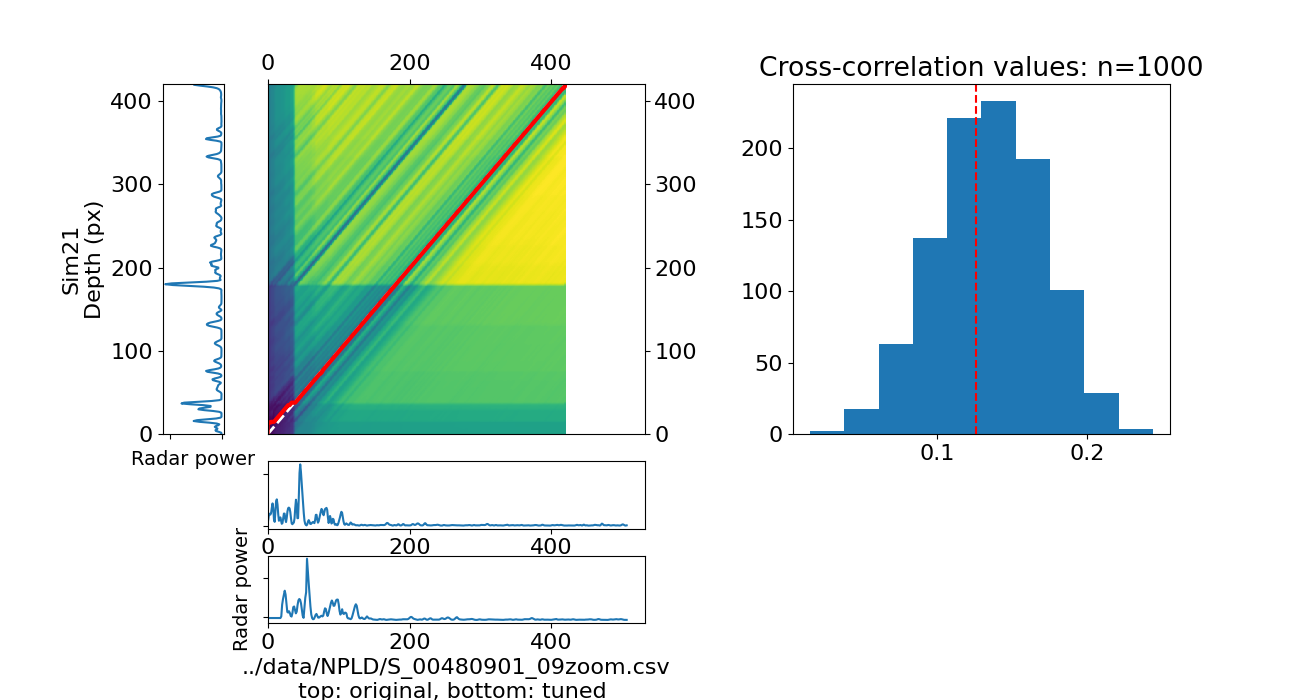 Cross-correlation values: n=1000
0 200 400
400 400
300 300
200 200
100 100
0 0
Sim21
Depth (px)
Radar power
200
150
100
50
0
0.1 0.2
0 200 400
Radar power
0 200 400
../data/NPLD/S_00480901_09zoom.csv
top: original, bottom: tuned